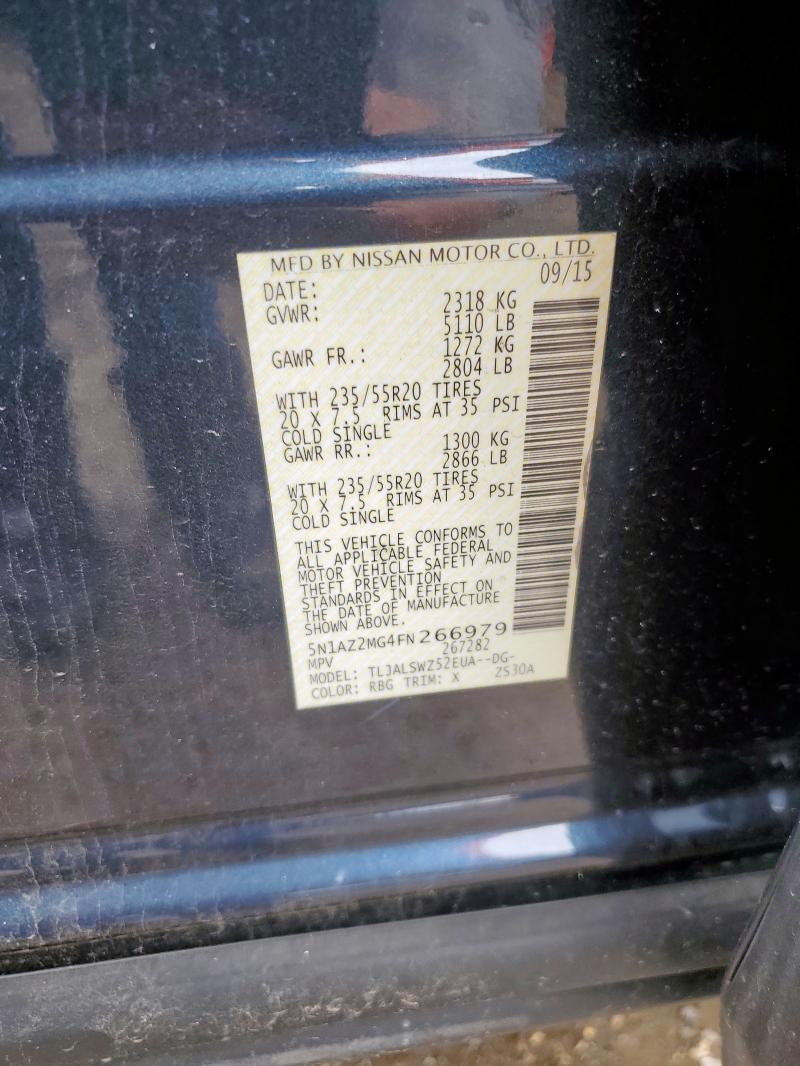 MFD BY NISSAN MOTOR CO., LTD.
DATE: 09/15
GVWR: 2318 KG
5110 LB
GAWR FR.: 1272 KG
2804 LB
WITH 235/55R20 TIRES
20 X 7.5 RIMS AT 35 PSI
COLD SINGLE
GAWR RR.: 1300 KG
2866 LB
WITH 235/55R20 TIRES
20 X 7.5 RIMS AT 35 PSI
COLD SINGLE
THIS VEHICLE CONFORMS TO
ALL APPLICABLE FEDERAL
MOTOR VEHICLE SAFETY AND
THEFT PREVENTION
STANDARDS IN EFFECT ON
THE DATE OF MANUFACTURE
SHOWN ABOVE.
5N1AZ2MG4FN266979
MPV 267282
MODEL: TLJALSWZ52EUA--DG-
COLOR: RBG TRIM: X ZS30A